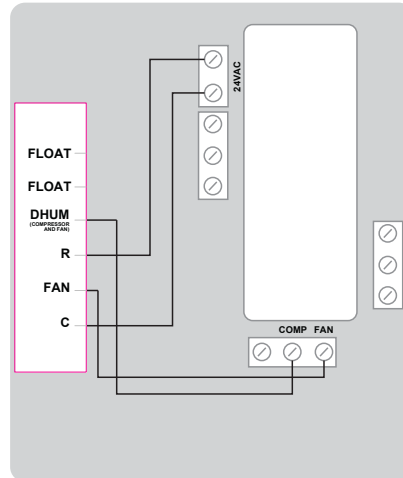 24VAC
FLOAT
FLOAT
DHUM
(COMPRESSOR
AND FAN)
R
FAN
C
COMP FAN